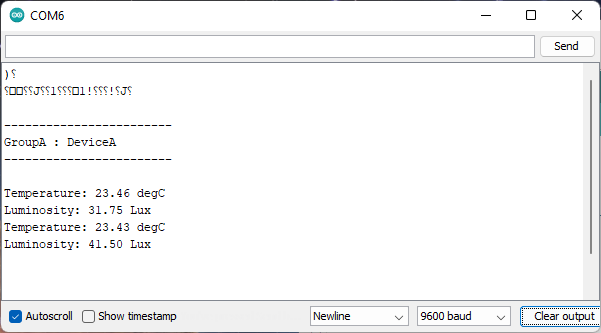 COM6
Send
------------------------
GroupA : DeviceA
------------------------
Temperature: 23.46 degC
Luminosity: 31.75 Lux
Temperature: 23.43 degC
Luminosity: 41.50 Lux
Autoscroll
Show timestamp
Newline
9600 baud
Clear output